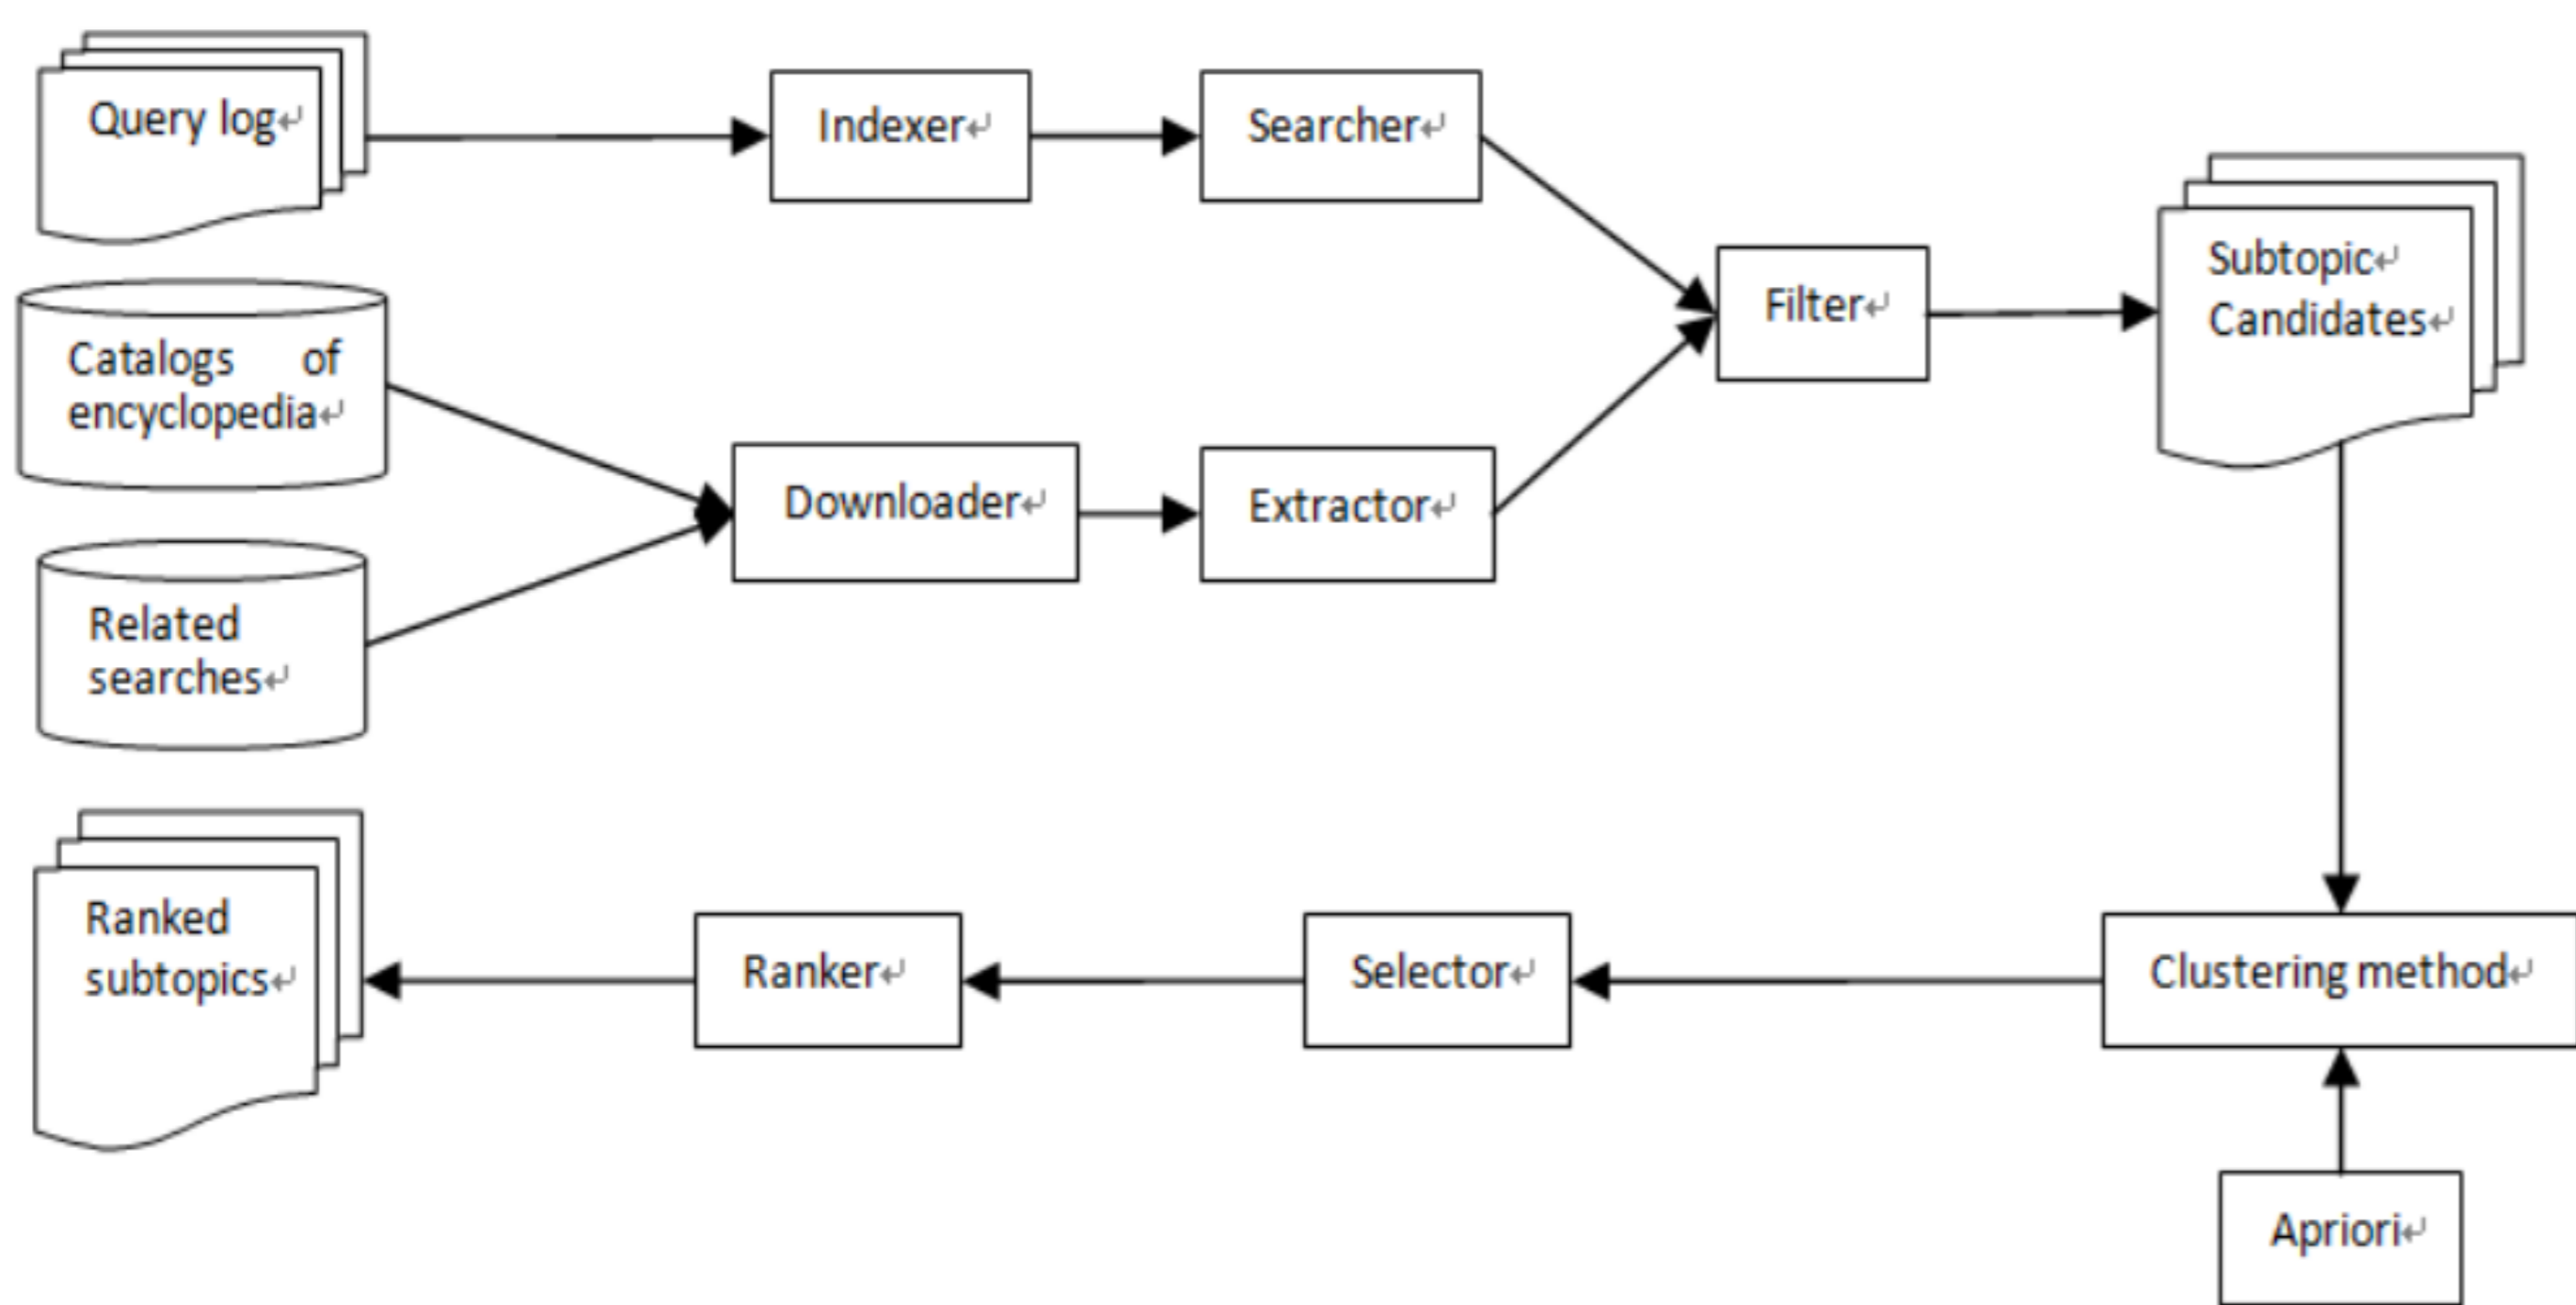 Query log↵
Indexer↵
Searcher↵
Catalogs of
encyclopedia↵
Filter↵
Subtopic↵
Candidates↵
Downloader↵
Extractor↵
Related
searches↵
Ranked
subtopics↵
Ranker↵
Selector↵
Clustering method↵
Apriori↵